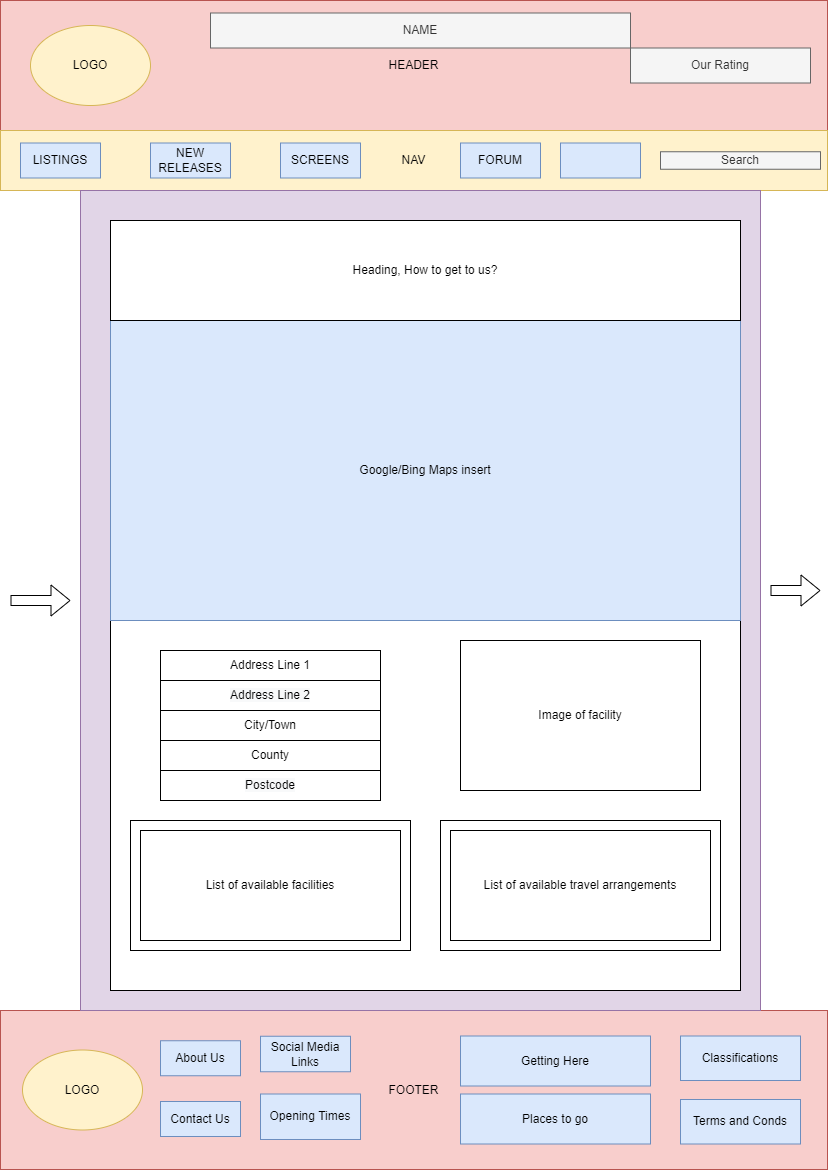 NAME
LOGO
HEADER
Our Rating
LISTINGS
NEW
RELEASES
SCREENS
NAV
FORUM
Search
Heading, How to get to us?
Google/Bing Maps insert
Address Line 1
Address Line 2
City/Town
County
Postcode
Image of facility
List of available facilities
List of available travel arrangements
LOGO
About Us
Social Media
Links
Contact Us
Opening Times
FOOTER
Getting Here
Places to go
Classifications
Terms and Conds